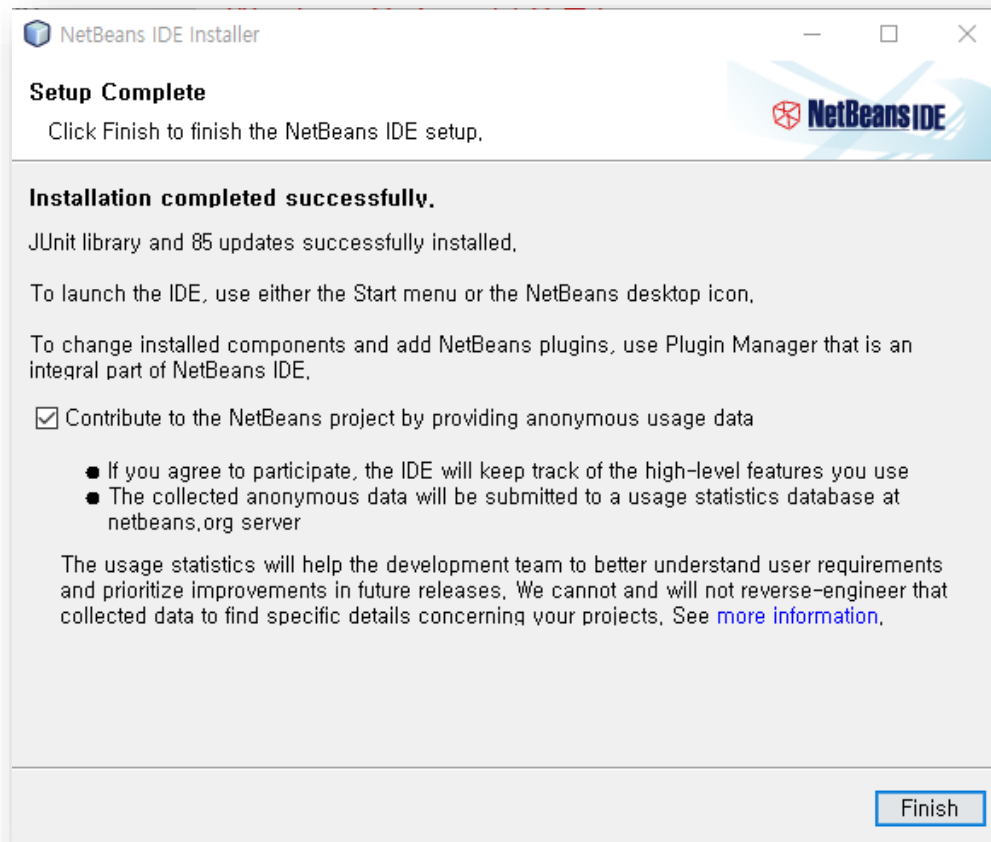 NetBeans IDE Installer
Setup Complete
Click Finish to finish the NetBeans IDE setup.
NetBeans IDE
Installation completed successfully.
JUnit library and 85 updates successfully installed.
To launch the IDE, use either the Start menu or the NetBeans desktop icon.
To change installed components and add NetBeans plugins, use Plugin Manager that is an
integral part of NetBeans IDE.
Contribute to the NetBeans project by providing anonymous usage data
● If you agree to participate, the IDE will keep track of the high-level features you use
● The collected anonymous data will be submitted to a usage statistics database at
netbeans.org server
The usage statistics will help the development team to better understand user requirements
and prioritize improvements in future releases. We cannot and will not reverse-engineer that
collected data to find specific details concerning your projects. See more information.
Finish